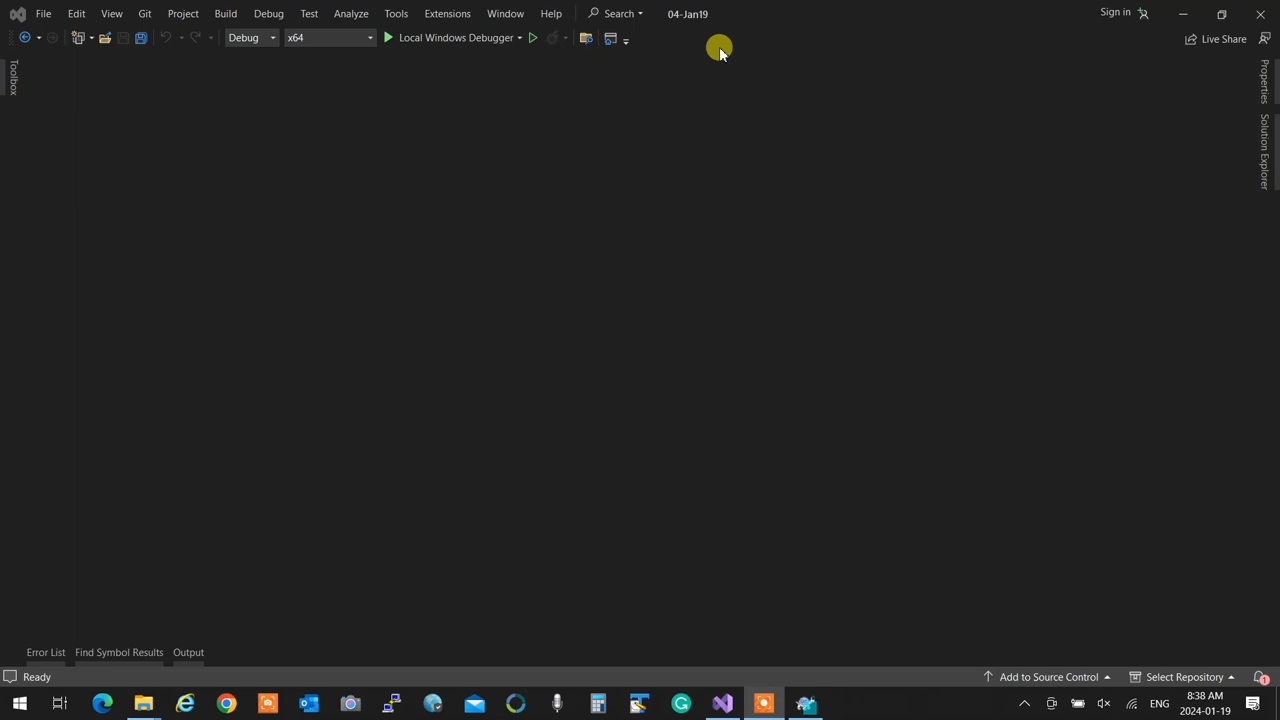 File Edit View Git Project Build Debug Test Analyze Tools Extensions Window Help Search 04-Jan19 Sign in
Debug x64 Local Windows Debugger Live Share
Toolbox
Properties
Solution Explorer
Error List Find Symbol Results Output
Ready Add to Source Control Select Repository 1
ENG 8:38 AM
2024-01-19